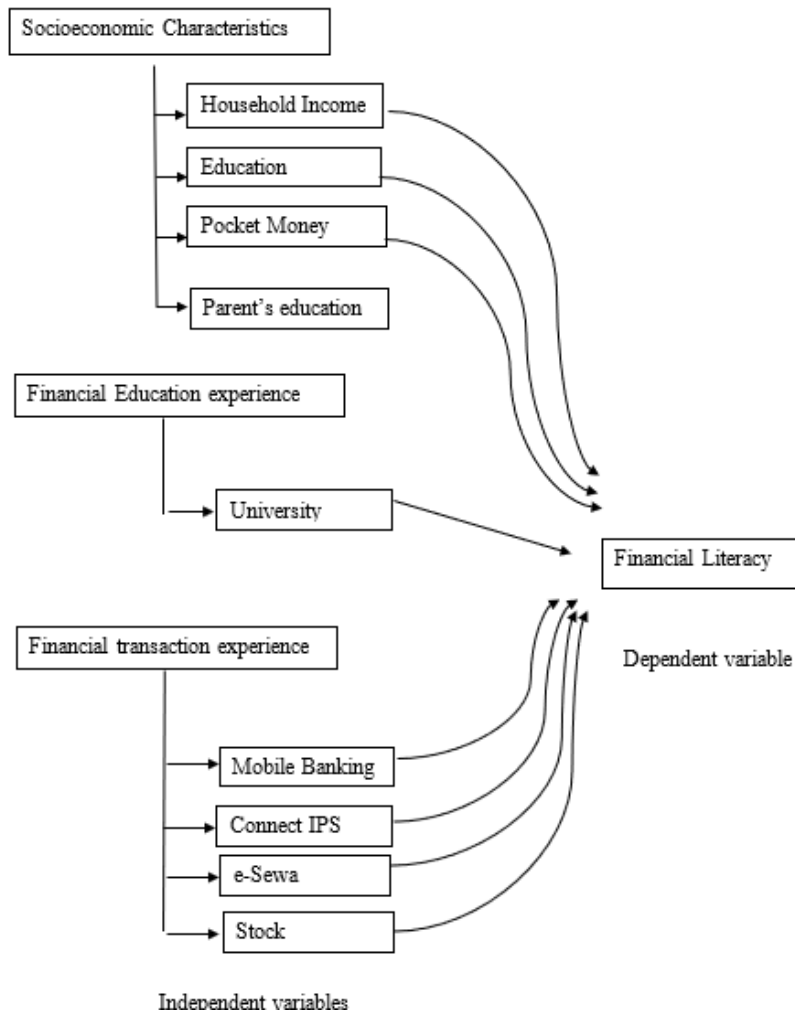 Socioeconomic Characteristics
Household Income
Education
Pocket Money
Parent’s education
Financial Education experience
University
Financial Literacy
Financial transaction experience
Dependent variable
Mobile Banking
Connect IPS
e-Sewa
Stock
Independent variables